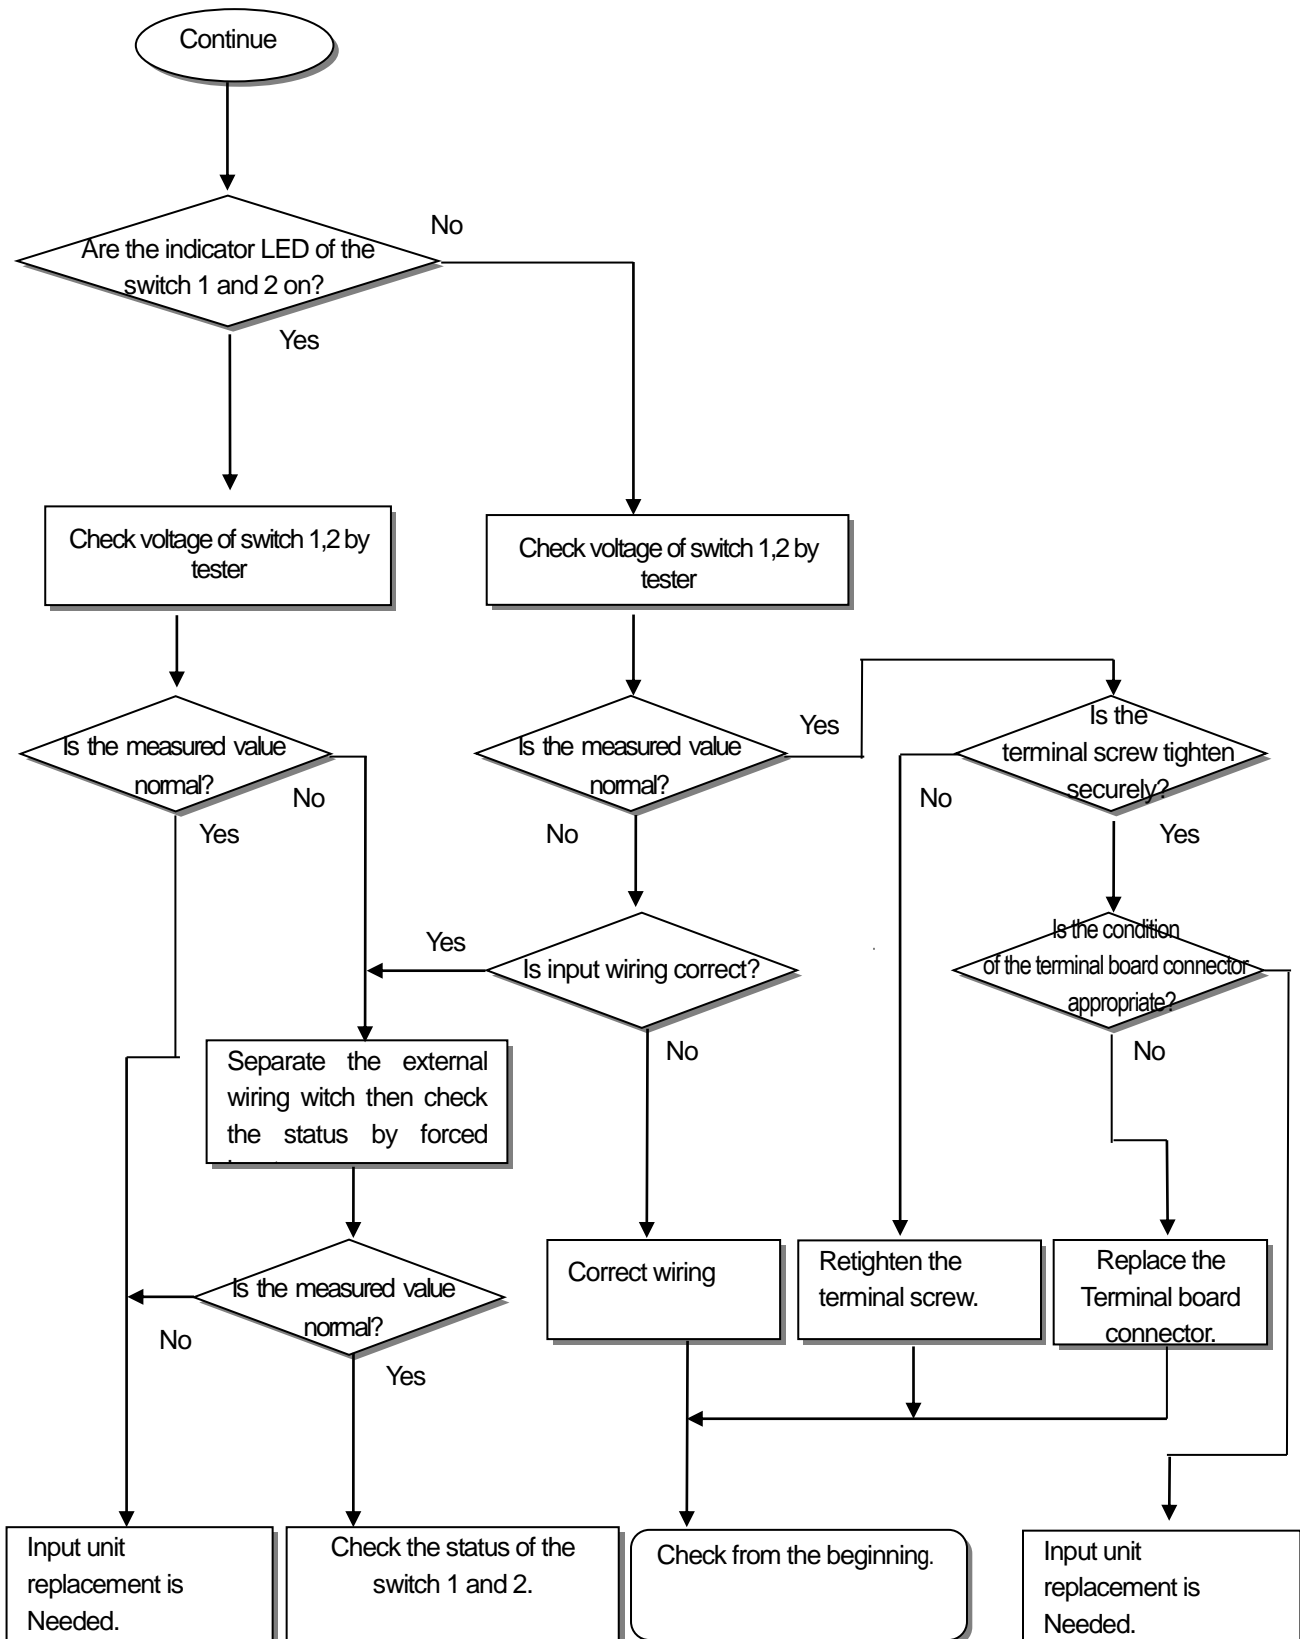 Continue
No
Are the indicator LED of the
switch 1 and 2 on?
Yes
Check voltage of switch 1,2 by
tester
Check voltage of switch 1,2 by
tester
Is the measured value
normal?
No
Yes
Is the measured value
normal?
Yes
No
Is the
terminal screw tighten
securely?
No
Yes
Yes
Is input wiring correct?
No
Is the condition
of the terminal board connector
appropriate?
No
Separate the external
wiring witch then check
the status by forced
Is the measured value
normal?
No
Yes
Correct wiring
Retighten the
terminal screw.
Replace the
Terminal board
connector.
Input unit
replacement is
Needed.
Check the status of the
switch 1 and 2.
Check from the beginning.
Input unit
replacement is
Needed.